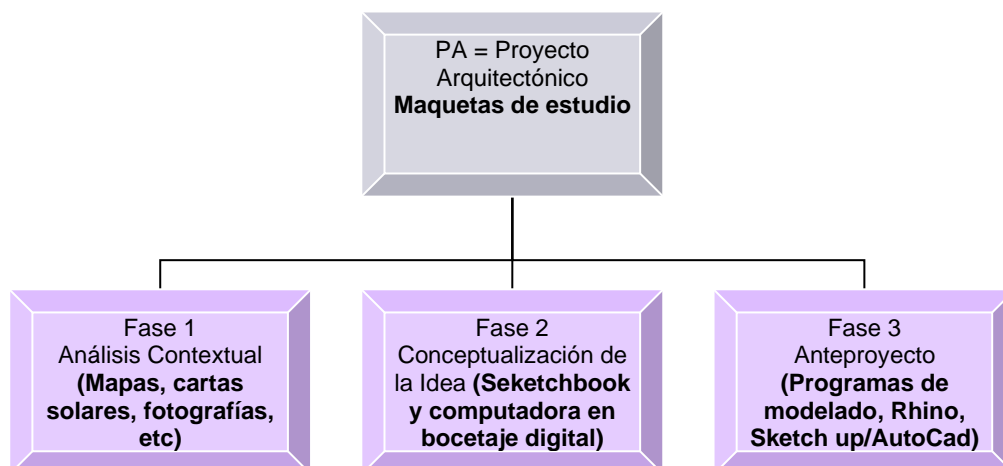 PA = Proyecto
Arquitectónico
Maquetas de estudio
Fase 1
Análisis Contextual
(Mapas, cartas
solares, fotografías,
etc)
Fase 2
Conceptualización de
la Idea (Seketchbook
y computadora en
bocetaje digital)
Fase 3
Anteproyecto
(Programas de
modelado, Rhino,
Sketch up/AutoCad)